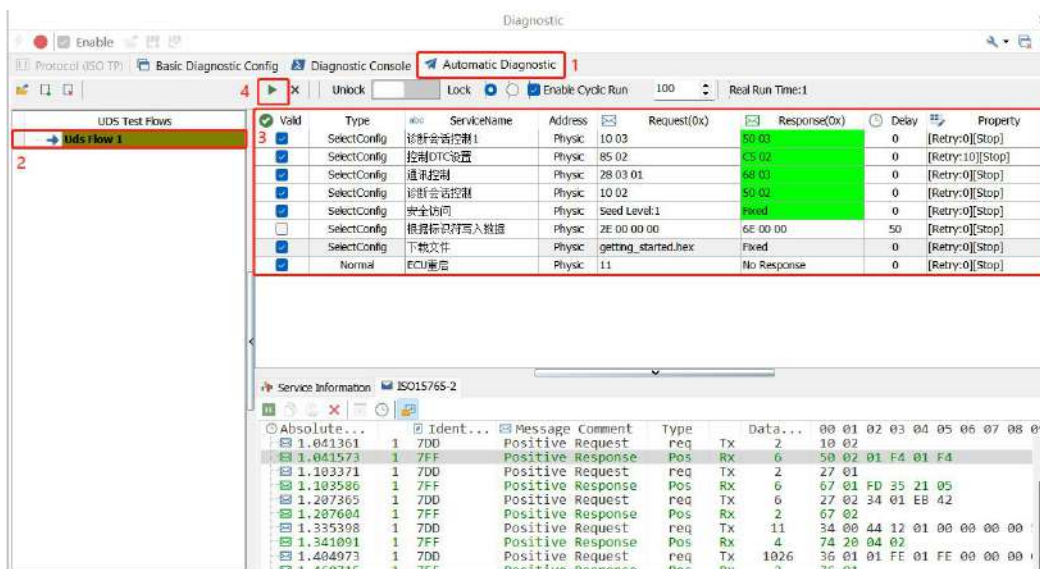 Diagnostic
Enable
Protocol (ISO TP) Basic Diagnostic Config Diagnostic Console Automatic Diagnostic 1
4 Unlock Lock Enable Cyclic Run 100 Real Run Time:1
UDS Test Flows
Uds Flow 1
2
3
Valid Type abc ServiceName Address Request(0x) Response(0x) Delay Property
SelectConfig 诊断会话控制1 Physic 10 03 50 03 0 [Retry:0][Stop]
SelectConfig 控制DTC设置 Physic 85 02 C5 02 0 [Retry:10][Stop]
SelectConfig 通讯控制 Physic 28 03 01 68 03 0 [Retry:0][Stop]
SelectConfig 诊断会话控制 Physic 10 02 50 02 0 [Retry:0][Stop]
SelectConfig 安全访问 Physic Seed Level:1 Fixed 0 [Retry:0][Stop]
SelectConfig 根据标识符写入数据 Physic 2E 00 00 00 6E 00 00 50 [Retry:0][Stop]
SelectConfig 下载文件 Physic getting_started.hex Fixed 0 [Retry:0][Stop]
Normal ECU重启 Physic 11 No Response 0 [Retry:0][Stop]
Service Information ISO15765-2
Absolute... Ident... Message Comment Type Data... 00 01 02 03 04 05 06 07 08
1.041361 1 7DD Positive Request req Tx 2 10 02
1.041573 1 7FF Positive Response Pos Rx 6 50 02 01 F4 01 F4
1.103371 1 7DD Positive Request req Tx 2 27 01
1.103586 1 7FF Positive Response Pos Rx 6 67 01 FD 35 21 05
1.207365 1 7DD Positive Request req Tx 6 27 02 34 01 EB 42
1.207604 1 7FF Positive Response Pos Rx 2 67 02
1.335398 1 7DD Positive Request req Tx 11 34 00 44 12 01 00 00 00 00
1.341091 1 7FF Positive Response Pos Rx 4 74 20 04 02
1.404973 1 7DD Positive Request req Tx 1026 36 01 01 FE 01 FE 00 00 00